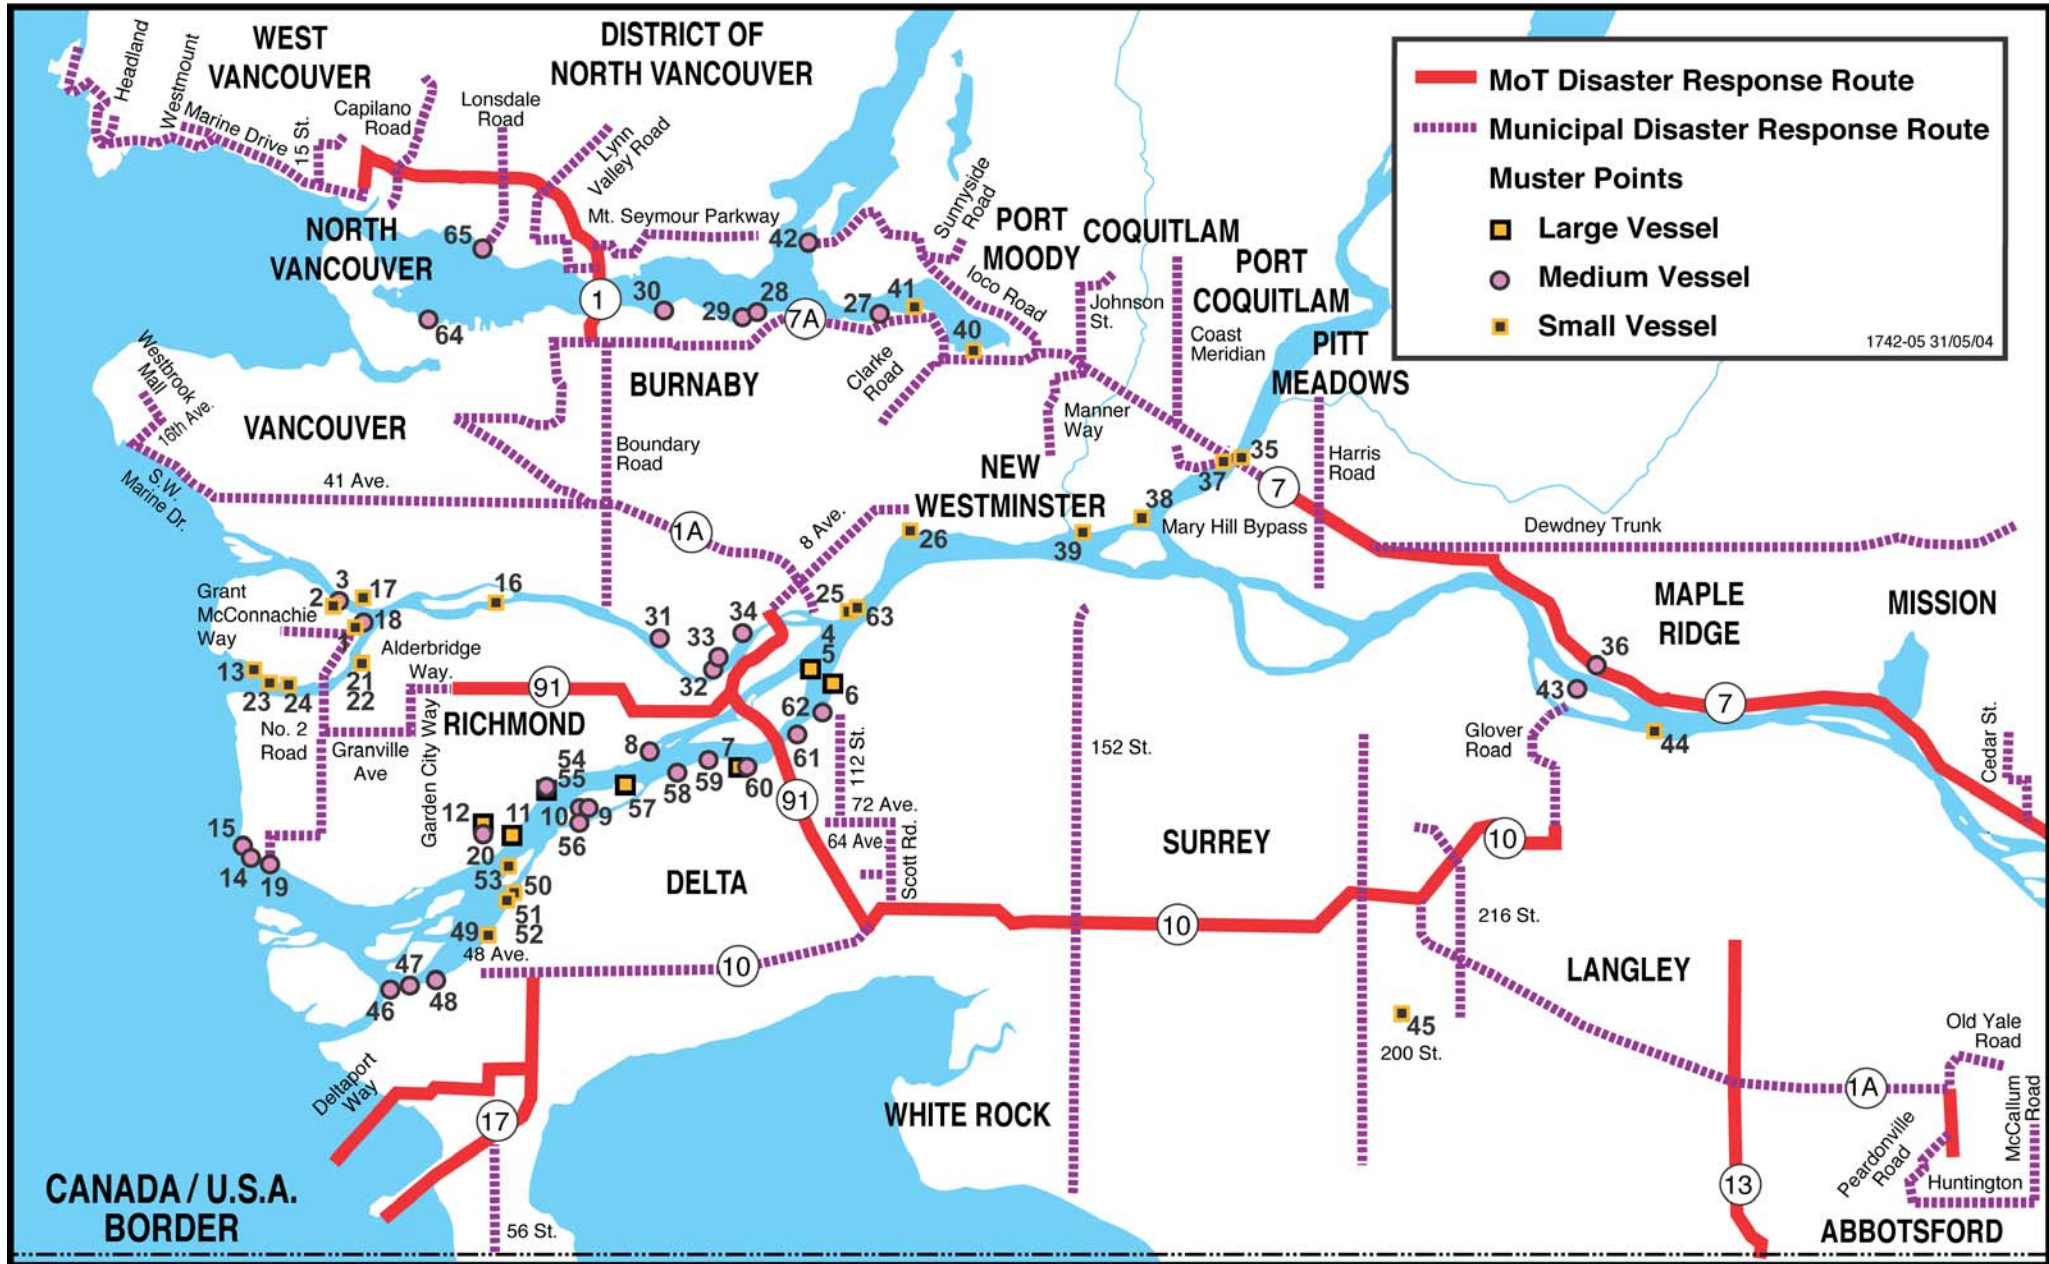 WEST
VANCOUVER
DISTRICT OF
NORTH VANCOUVER
MoT Disaster Response Route
Municipal Disaster Response Route
Muster Points
Large Vessel
Medium Vessel
Small Vessel
1742-05 31/05/04
Headland
Westmount
Marine Drive
15 St.
Capilano
Road
Lonsdale
Road
Lynn
Valley Road
Mt. Seymour Parkway
Sunnyside
Road
PORT
MOODY
COQUITLAM
PORT
COQUITLAM
PITT
MEADOWS
NORTH
VANCOUVER
65
42
1
30
29
28
7A
27
41
40
64
Ioco Road
Johnson
St.
Coast
Meridian
Westbrook
Mall
16th Ave.
VANCOUVER
BURNABY
Clarke
Road
Manner
Way
Boundary
Road
NEW
WESTMINSTER
35
37
7
Harris
Road
S.W.
Marine Dr.
41 Ave.
1A
8 Ave.
26
39
38
Mary Hill Bypass
Dewdney Trunk
Grant
McConnachie
Way
3
2
17
18
1
16
31
33
34
32
25
63
4
5
6
MAPLE
RIDGE
MISSION
36
43
44
7
Cedar St.
Alderbridge
Way.
13
23
24
21
22
91
No. 2
Road
Granville
Ave
Garden City Way
RICHMOND
8
62
61
112 St.
152 St.
Glover
Road
54
55
7
59
60
58
57
10
9
56
12
11
20
53
50
51
52
49
91
72 Ave.
64 Ave.
Scott Rd.
SURREY
10
216 St.
15
14
19
DELTA
48 Ave.
10
10
47
46
48
LANGLEY
45
200 St.
Deltaport
Way
17
WHITE ROCK
1A
Old Yale
Road
McCallum
Road
Peardonville
Road
Huntington
13
CANADA / U.S.A.
BORDER
56 St.
ABBOTSFORD